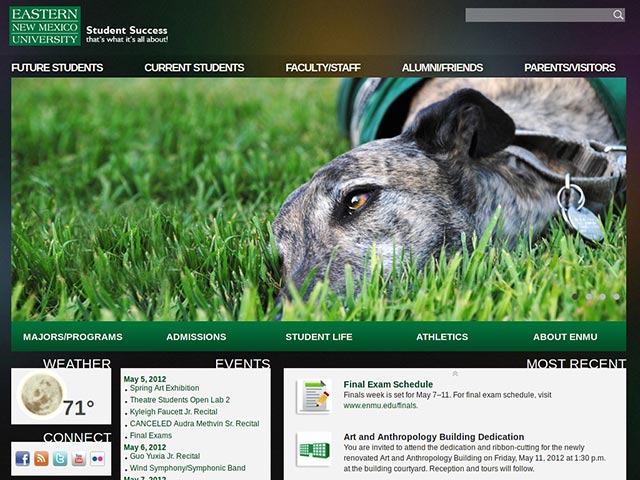 EASTERN
NEW MEXICO
UNIVERSITY
Student Success
that's what it's all about!
FUTURE STUDENTS CURRENT STUDENTS FACULTY/STAFF ALUMNI/FRIENDS PARENTS/VISITORS
MAJORS/PROGRAMS ADMISSIONS STUDENT LIFE ATHLETICS ABOUT ENMU
WEATHER
71°
CONNECT
EVENTS
May 5, 2012
Spring Art Exhibition
Theatre Students Open Lab 2
Kyleigh Faucett Jr. Recital
CANCELED Audra Methvin Sr. Recital
Final Exams
May 6, 2012
Guo Yuxia Jr. Recital
Wind Symphony/Symphonic Band
May 7, 2012
MOST RECENT
Final Exam Schedule
Finals week is set for May 7–11. For final exam schedule, visit
www.enmu.edu/finals.
Art and Anthropology Building Dedication
You are invited to attend the dedication and ribbon-cutting for the newly
renovated Art and Anthropology Building on Friday, May 11, 2012 at 1:30 p.m.
at the building courtyard. Reception and tours will follow.